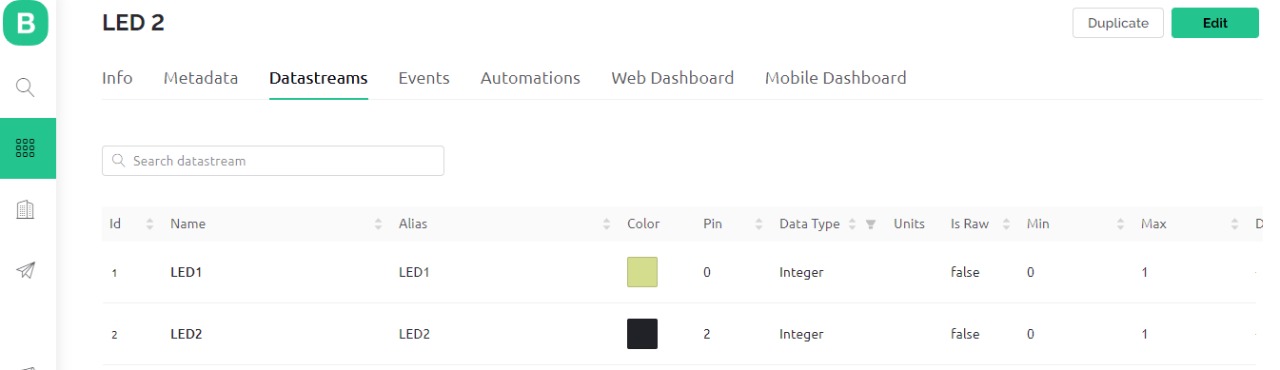 B
LED 2
Duplicate
Edit
Info Metadata Datastreams Events Automations Web Dashboard Mobile Dashboard
Search datastream
Id Name Alias Color Pin Data Type Units Is Raw Min Max D
1 LED1 LED1 0 Integer false 0 1 -
2 LED2 LED2 2 Integer false 0 1 -